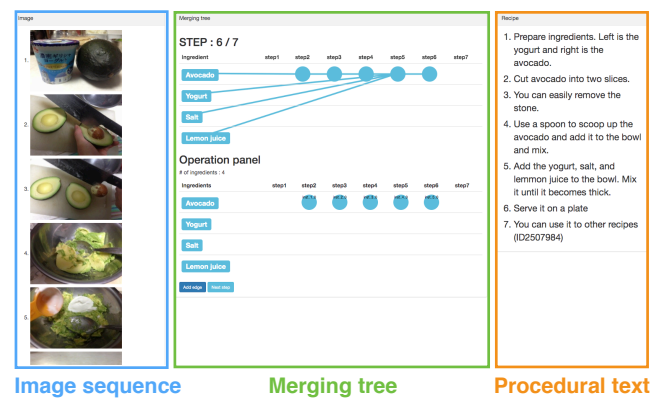 Image
1.
2.
3.
4.
5.
Merging tree
STEP : 6 / 7
Ingredient step1 step2 step3 step4 step5 step6 step7
Avocado
Yogurt
Salt
Lemon juice
Operation panel
# of ingredients : 4
Ingredients step1 step2 step3 step4 step5 step6 step7
Avocado
Yogurt
Salt
Lemon juice
Add edge Next step
Recipe
1. Prepare ingredients. Left is the
yogurt and right is the
avocado.
2. Cut avocado into two slices.
3. You can easily remove the
stone.
4. Use a spoon to scoop up the
avocado and add it to the bowl
and mix.
5. Add the yogurt, salt, and
lemmon juice to the bowl. Mix
it until it becomes thick.
6. Serve it on a plate
7. You can use it to other recipes
(ID2507984)
Image sequence
Merging tree
Procedural text